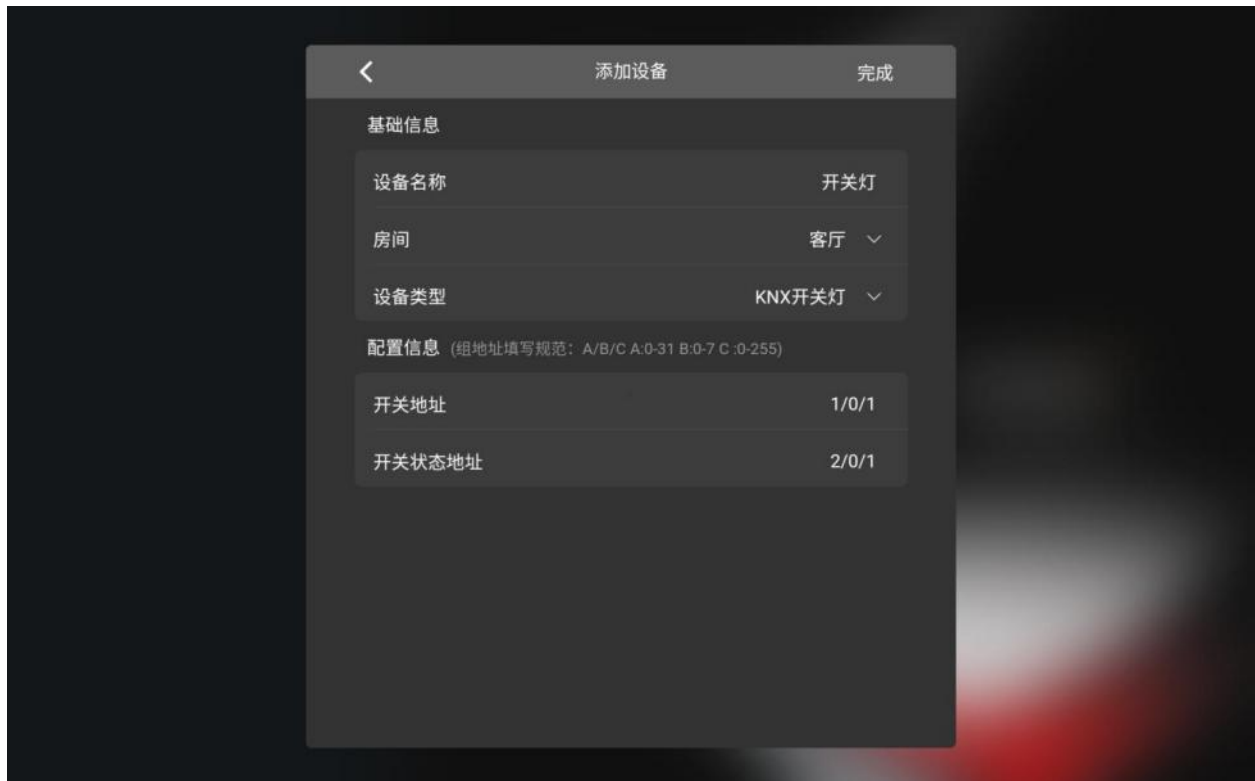 添加设备
完成
基础信息
设备名称 开关灯
房间 客厅
设备类型 KNX开关灯
配置信息 (组地址填写规范：A/B/C A:0-31 B:0-7 C :0-255)
开关地址 1/0/1
开关状态地址 2/0/1